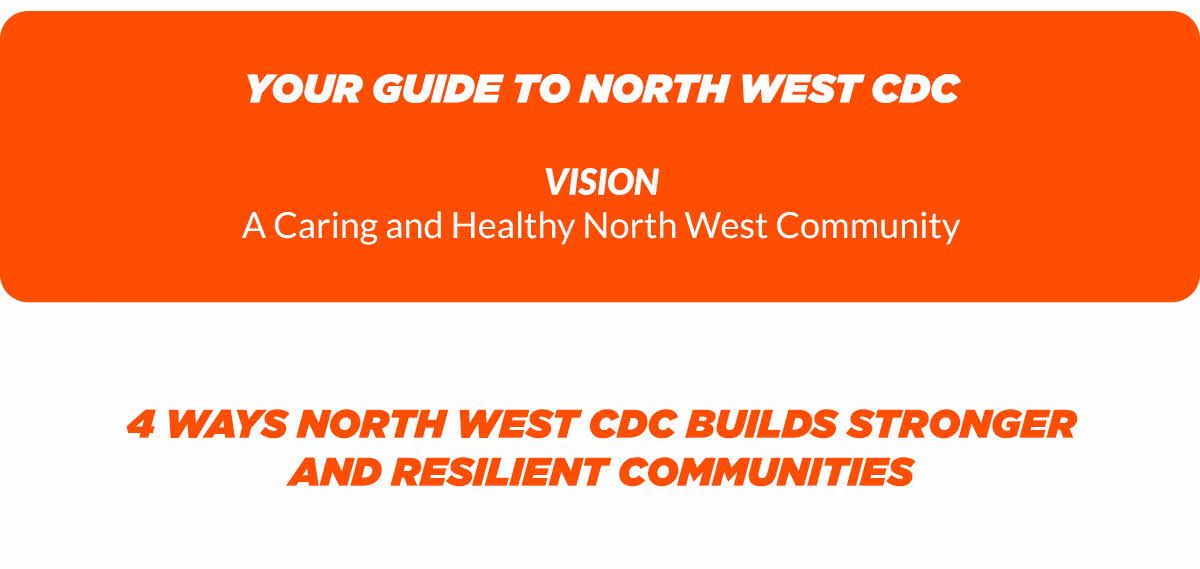 YOUR GUIDE TO NORTH WEST CDC
VISION
A Caring and Healthy North West Community
4 WAYS NORTH WEST CDC BUILDS STRONGER
AND RESILIENT COMMUNITIES